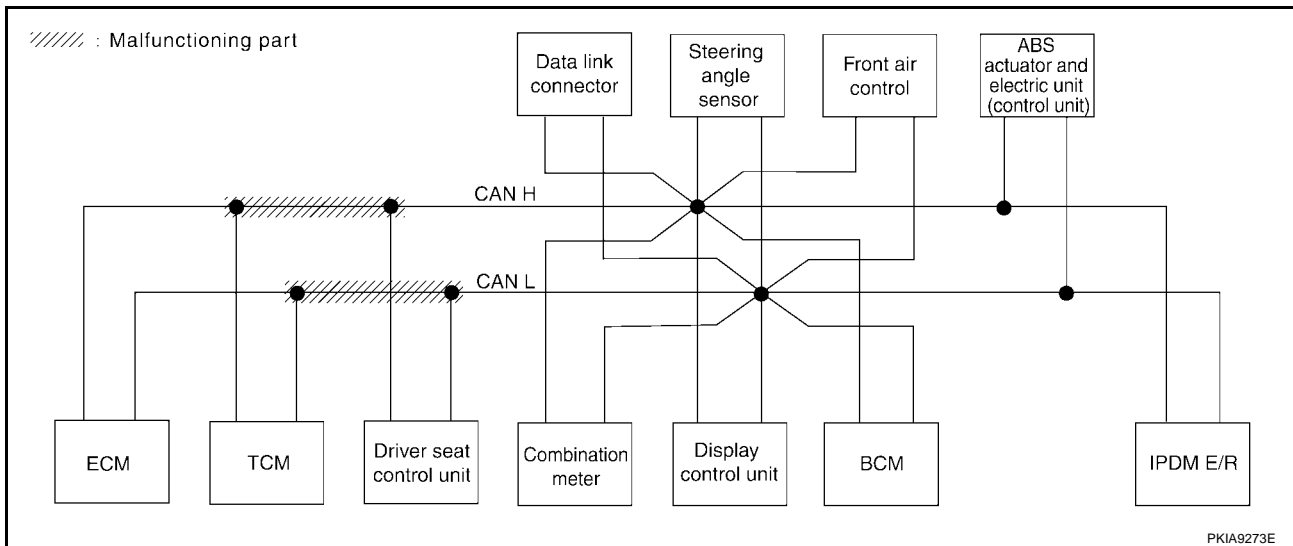 : Malfunctioning part
Data link
connector
Steering
angle
sensor
Front air
control
ABS
actuator and
electric unit
(control unit)
CAN H
CAN L
ECM
TCM
Driver seat
control unit
Combination
meter
Display
control unit
BCM
IPDM E/R
PKIA9273E